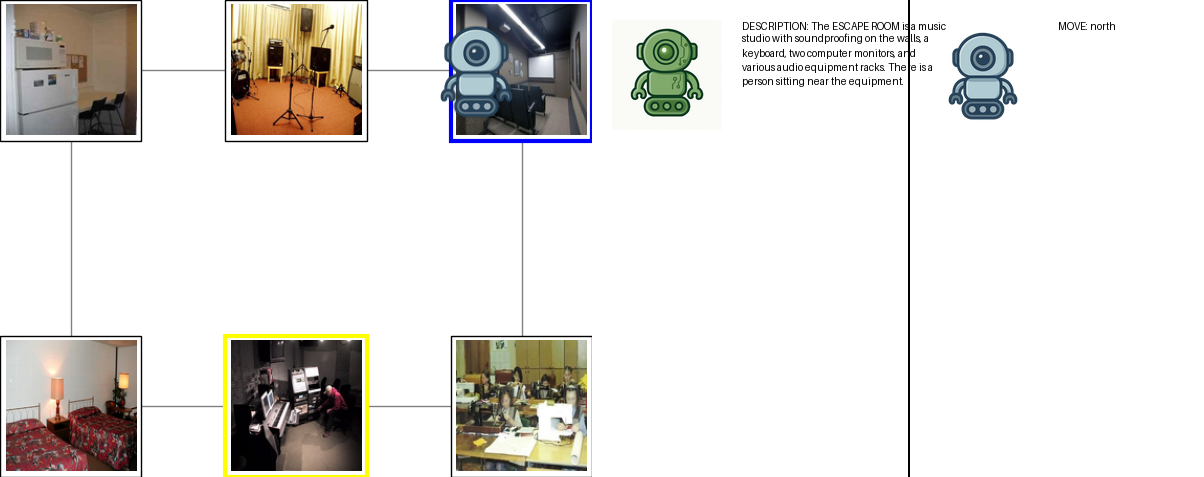 DESCRIPTION: The ESCAPE ROOM is a music
studio with soundproofing on the walls, a
keyboard, two computer monitors, and
various audio equipment racks. There is a
person sitting near the equipment.
MOVE: north